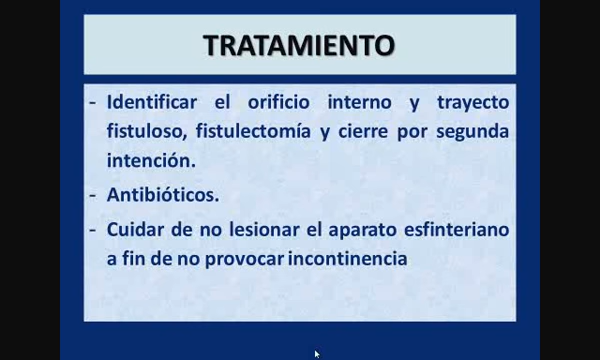 TRATAMIENTO
- Identificar el orificio interno y trayecto
fistuloso, fistulectomía y cierre por segunda
intención.
- Antibióticos.
- Cuidar de no lesionar el aparato esfinteriano
a fin de no provocar incontinencia